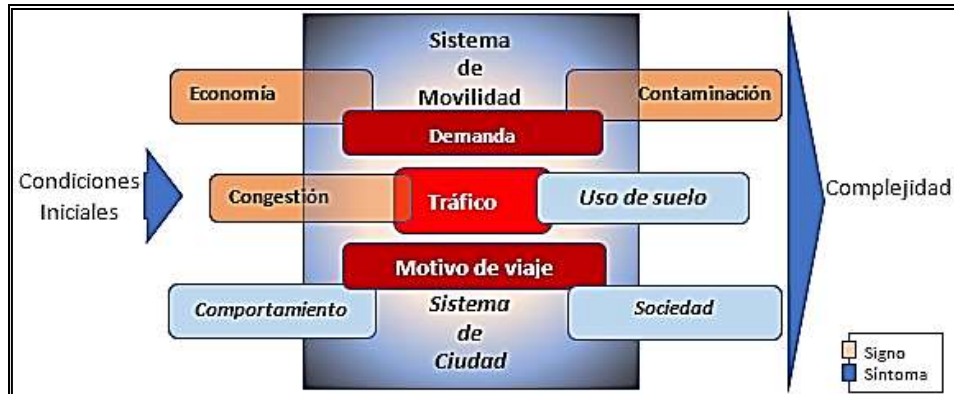 Sistema
de
Movilidad
Economía
Contaminación
Demanda
Condiciones
Iniciales
Congestión
Tráfico
Uso de suelo
Complejidad
Motivo de viaje
Comportamiento
Sistema
de
Ciudad
Sociedad
Signo
Síntoma